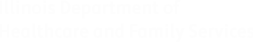 Illinois Department of
Healthcare and Family Services